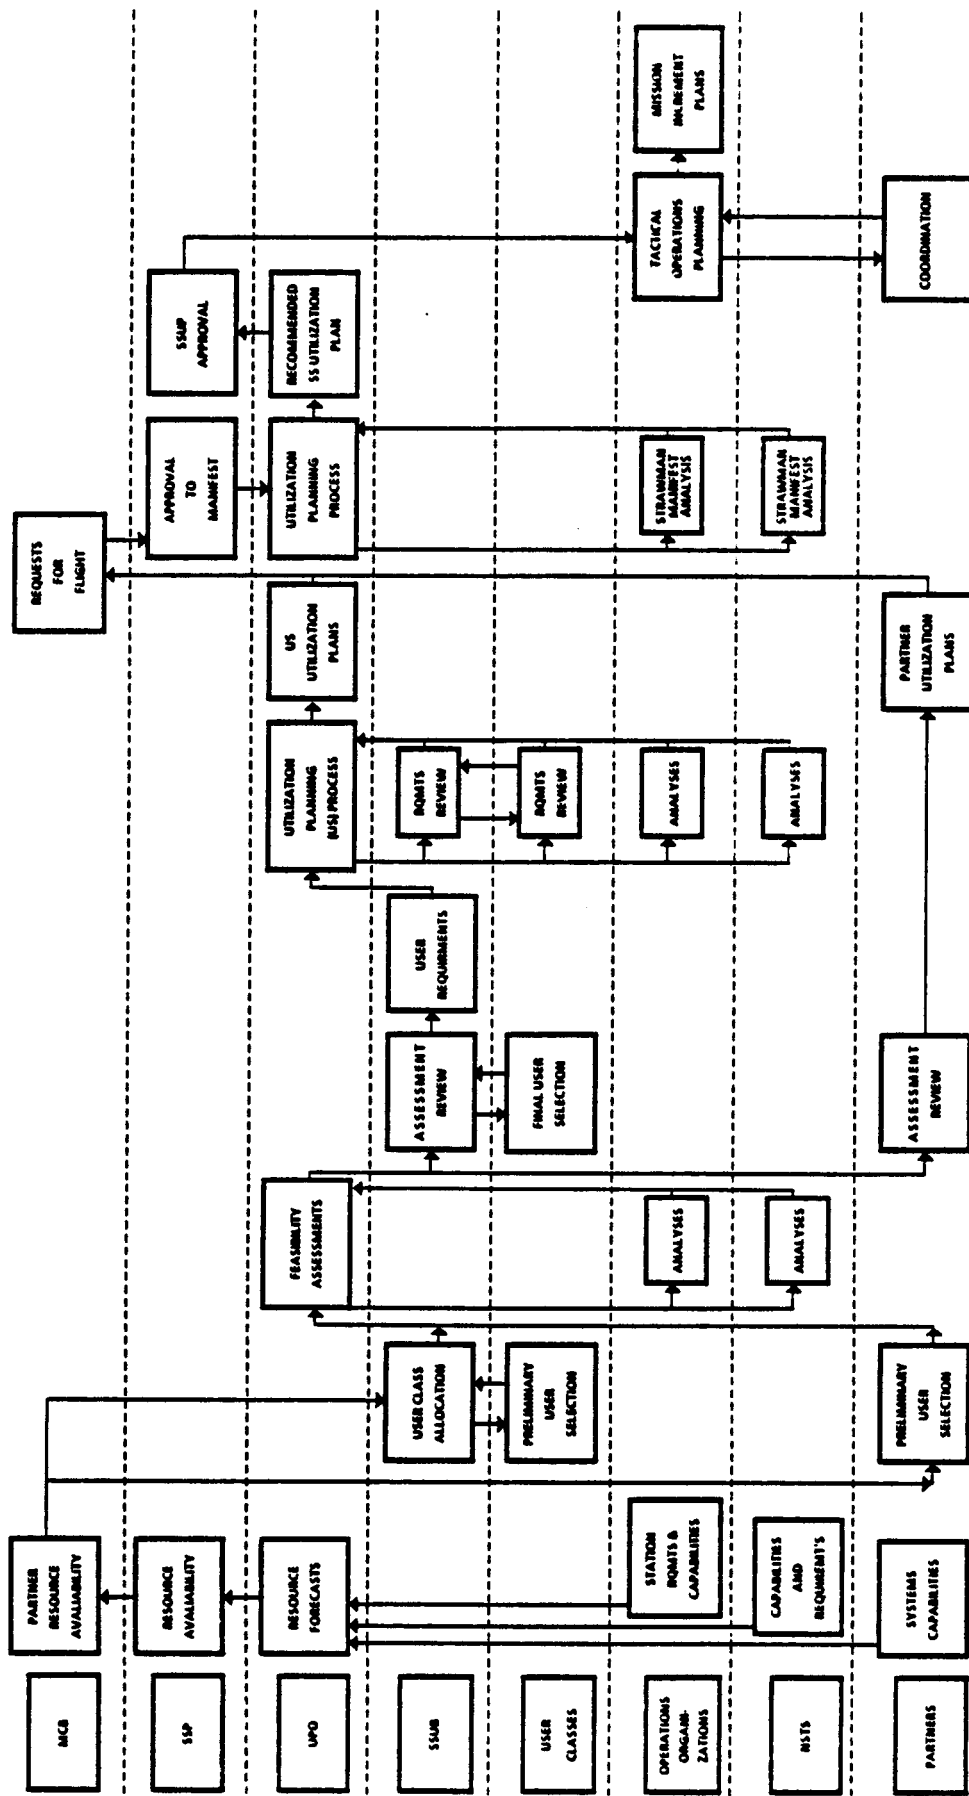 MCB
PARTNER
RESOURCE
AVALIABILITY
REQUESTS
FOR
FLIGHT
SSP
RESOURCE
AVALIABILITY
APPROVAL
TO
MANIFEST
SSUP
APPROVAL
UPO
RESOURCE
FORECASTS
FEASIBILITY
ASSESSMENTS
UTILIZATION
PLANNING
(US) PROCESS
US
UTILIZATION
PLANS
UTILIZATION
PLANNING
PROCESS
RECOMMENDED
SS UTILIZATION
PLAN
SSUB
USER CLASS
ALLOCATION
ASSESSMENT
REVIEW
USER
REQUIRMENTS
RQMTS
REVIEW
USER
CLASSES
PRELIMINARY
USER
SELECTION
FINAL USER
SELECTION
RQMTS
REVIEW
OPERATIONS
ORGANI-
ZATIONS
STATION
RQMTS &
CAPABILITIES
ANALYSES
ANALYSES
STRAWMAN
MANIFEST
ANALYSIS
TACTICAL
OPERATIONS
PLANNING
MISSION
INCREMENT
PLANS
NSTS
CAPABILITIES
AND
REQUIRMENT'S
ANALYSES
ANALYSES
STRAWMAN
MANIFEST
ANALYSIS
PARTNERS
SYSTEMS
CAPABILITIES
PRELIMINARY
USER
SELECTION
ASSESSMENT
REVIEW
PARTNER
UTILIZATION
PLANS
COORDINATION